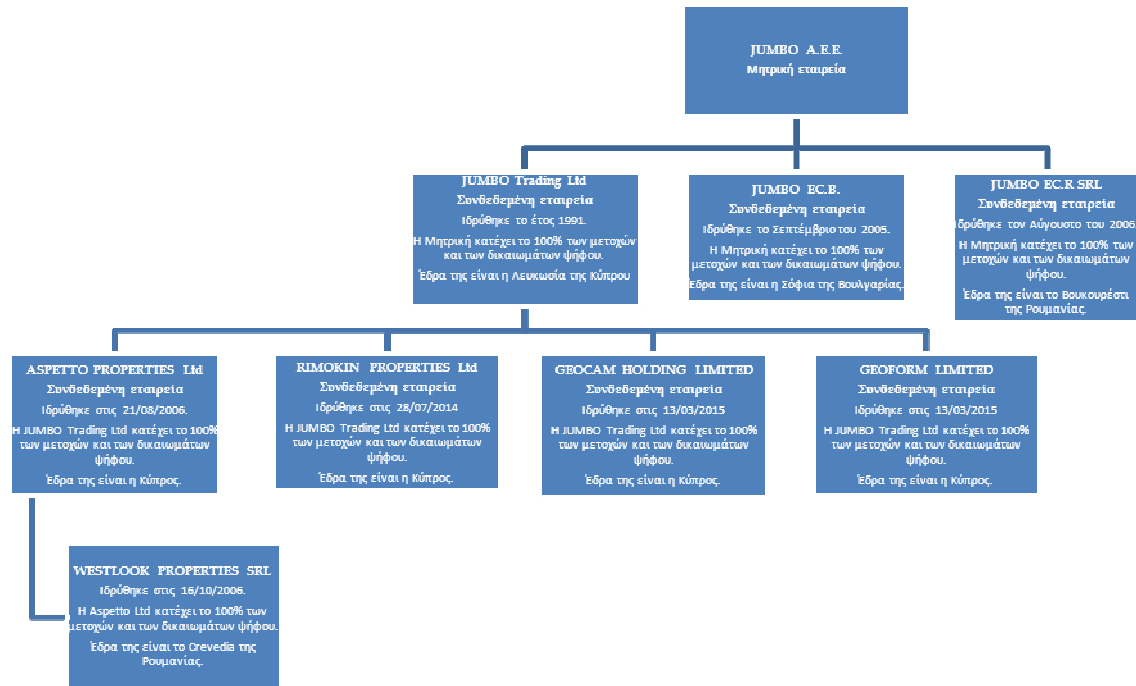 JUMBO A.E.E.
Μητρική εταιρεία
JUMBO Trading Ltd
Συνδεδεμένη εταιρεία
Ιδρύθηκε το έτος 1991.
Η Μητρική κατέχει το 100% των μετοχών
και των δικαιωμάτων ψήφου.
Έδρα της είναι η Λευκωσία της Κύπρου
JUMBO EC.B.
Συνδεδεμένη εταιρεία
Ιδρύθηκε το Σεπτέμβριο του 2005.
Η Μητρική κατέχει το 100% των
μετοχών και των δικαιωμάτων ψήφου.
Έδρα της είναι η Σόφια της Βουλγαρίας.
JUMBO EC.R SRL
Συνδεδεμένη εταιρεία
Ιδρύθηκε τον Αύγουστο του 2006.
Η Μητρική κατέχει το 100% των
μετοχών και των δικαιωμάτων
ψήφου.
Έδρα της είναι το Βουκουρέστι
της Ρουμανίας.
ASPETTO PROPERTIES Ltd
Συνδεδεμένη εταιρεία
Ιδρύθηκε στις 21/08/2006.
Η JUMBO Trading Ltd κατέχει το 100%
των μετοχών και των δικαιωμάτων
ψήφου.
Έδρα της είναι η Κύπρος.
RIMOKIN PROPERTIES Ltd
Συνδεδεμένη εταιρεία
Ιδρύθηκε στις 28/07/2014
Η JUMBO Trading Ltd κατέχει το 100%
των μετοχών και των δικαιωμάτων
ψήφου.
Έδρα της είναι η Κύπρος.
GEOCAM HOLDING LIMITED
Συνδεδεμένη εταιρεία
Ιδρύθηκε στις 13/03/2015
Η JUMBO Trading Ltd κατέχει το 100%
των μετοχών και των δικαιωμάτων
ψήφου.
Έδρα της είναι η Κύπρος.
GEOFORM LIMITED
Συνδεδεμένη εταιρεία
Ιδρύθηκε στις 13/03/2015
Η JUMBO Trading Ltd κατέχει το 100%
των μετοχών και των δικαιωμάτων
ψήφου.
Έδρα της είναι η Κύπρος.
WESTLOOK PROPERTIES SRL
Ιδρύθηκε στις 16/10/2006.
Η Aspetto Ltd κατέχει το 100% των
μετοχών και των δικαιωμάτων ψήφου.
Έδρα της είναι το Crevedia της
Ρουμανίας.